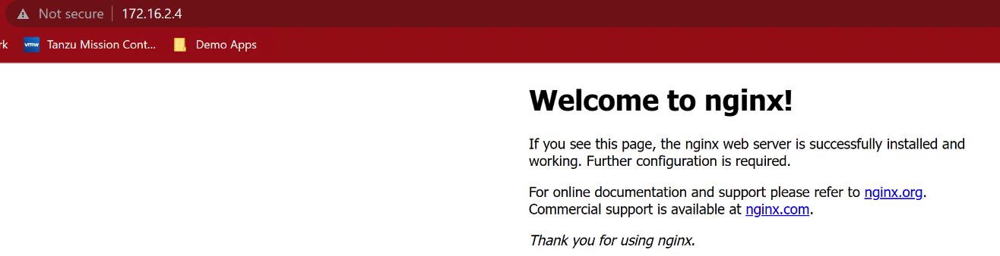 Not secure 172.16.2.4
rk vmw Tanzu Mission Cont... Demo Apps
Welcome to nginx!
If you see this page, the nginx web server is successfully installed and
working. Further configuration is required.
For online documentation and support please refer to nginx.org.
Commercial support is available at nginx.com.
Thank you for using nginx.